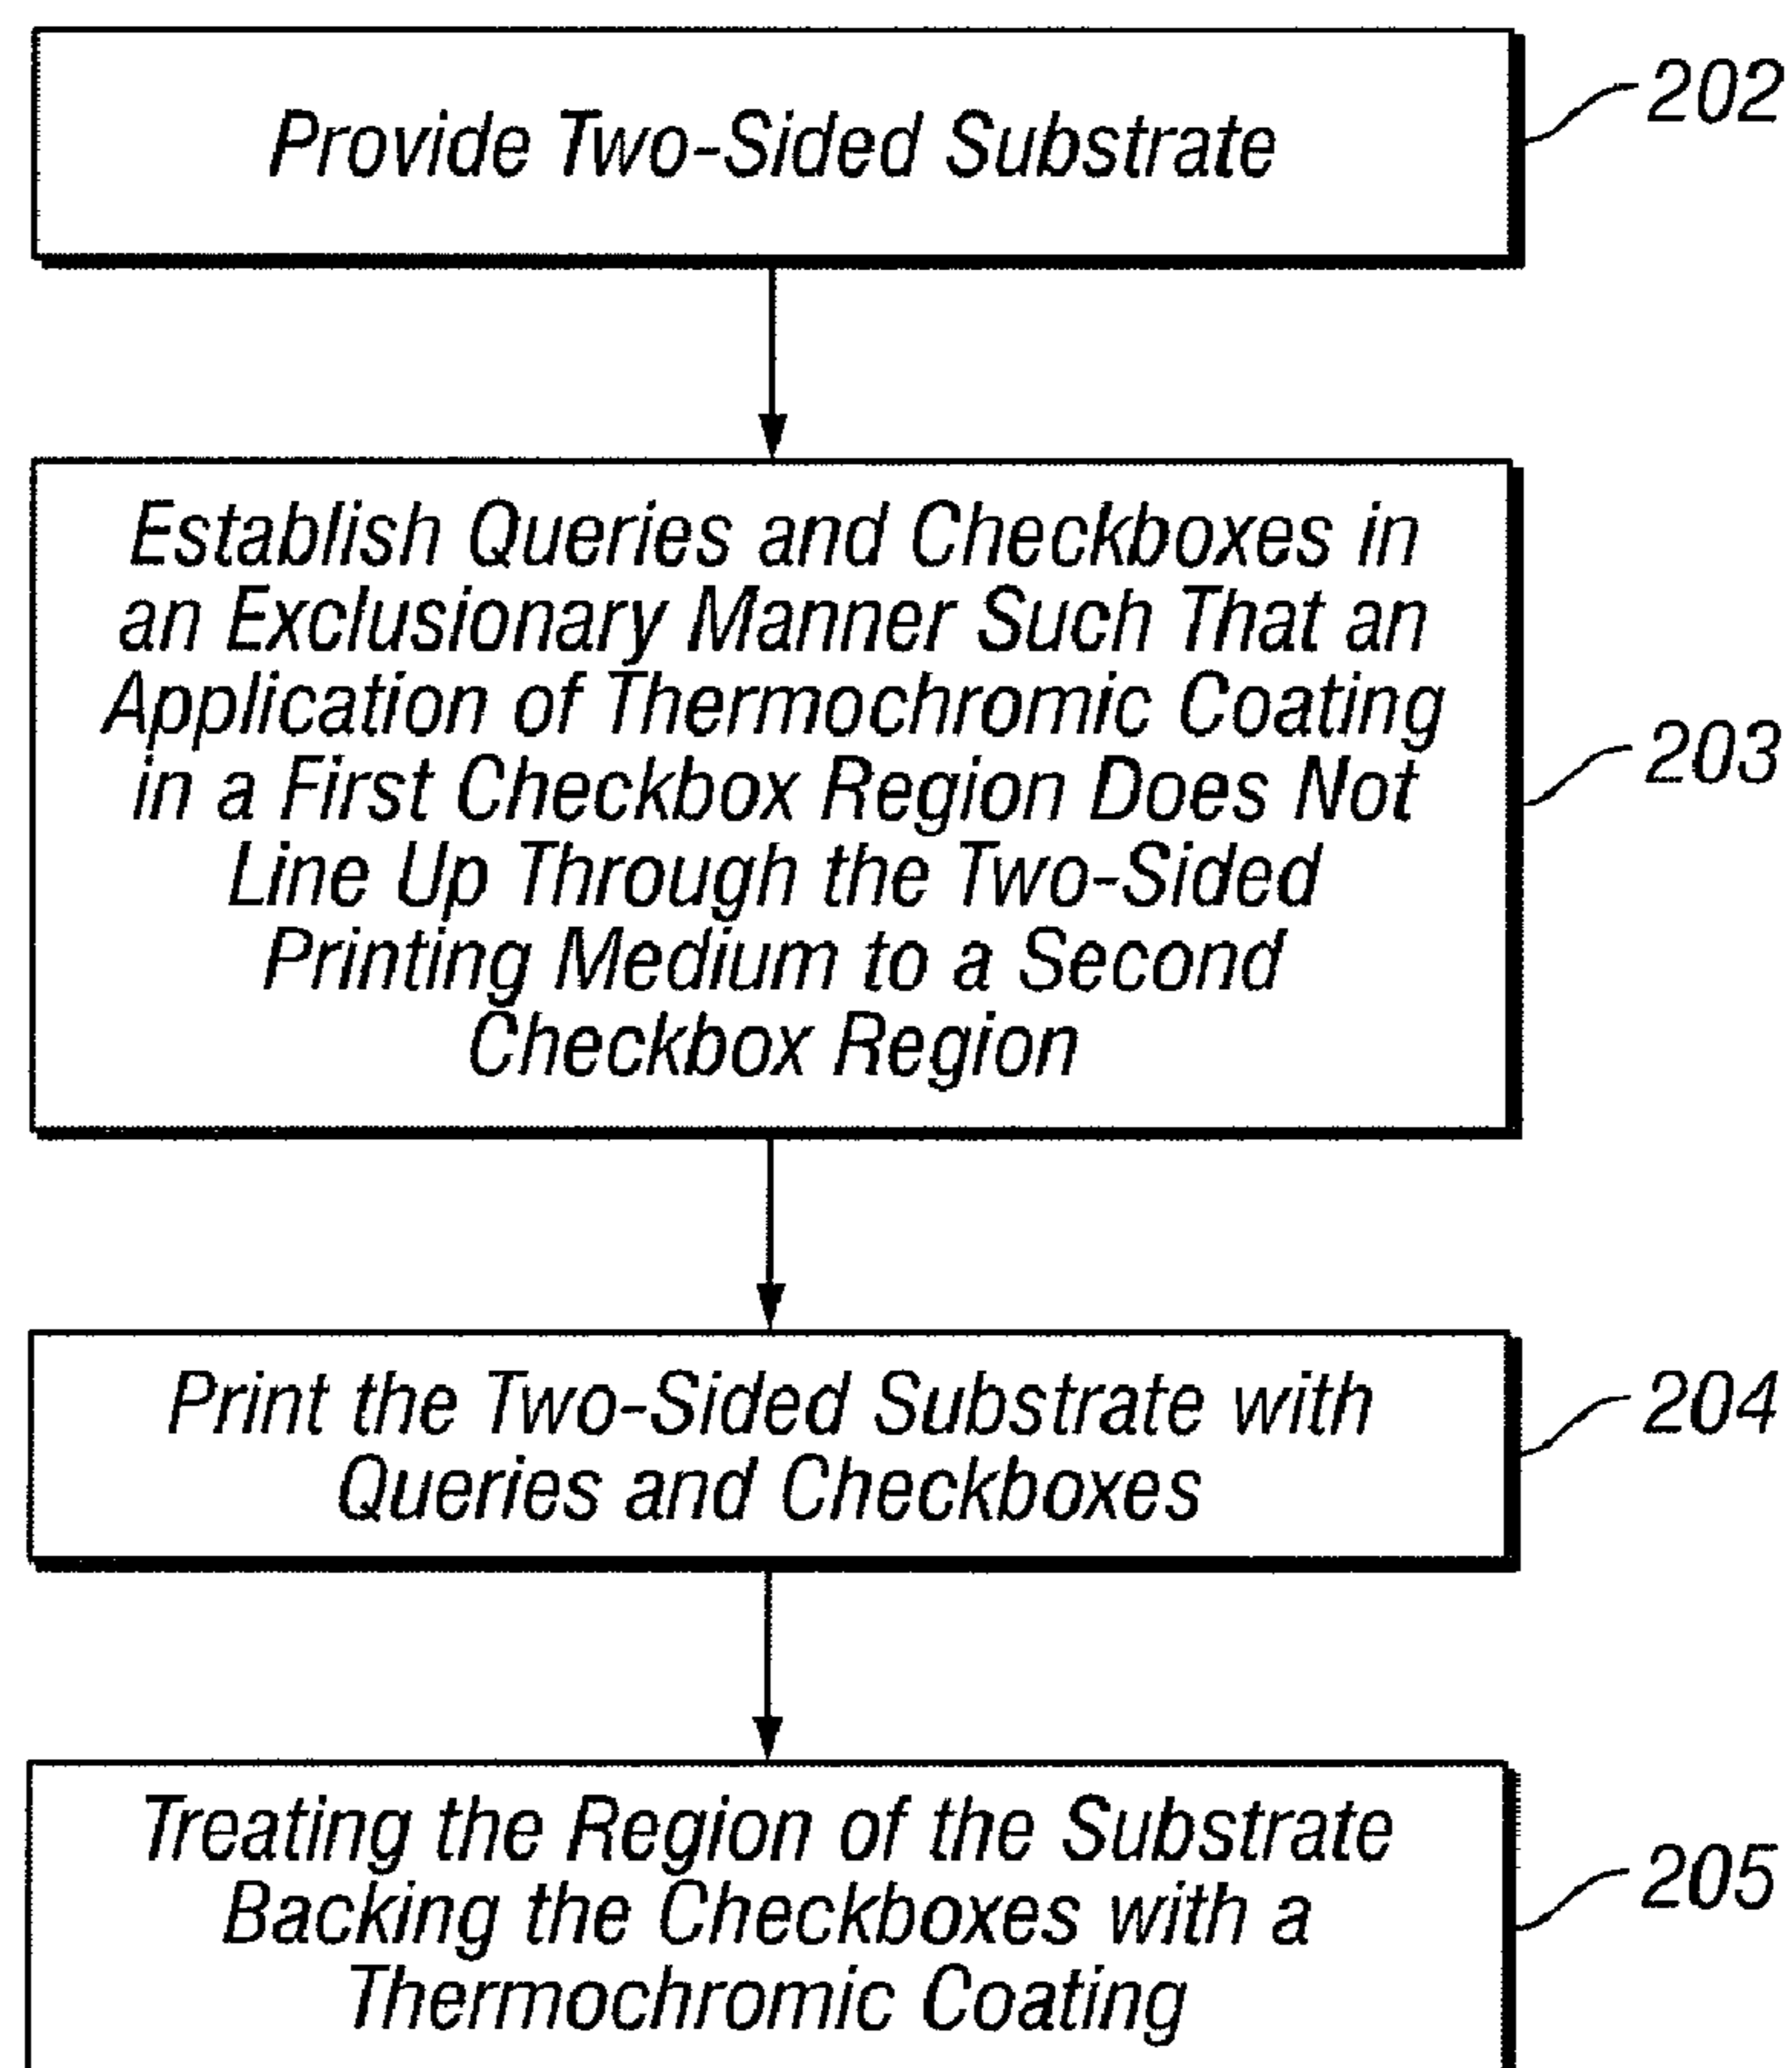 Provide Two-Sided Substrate
202
Establish Queries and Checkboxes in
an Exclusionary Manner Such That an
Application of Thermochromic Coating
in a First Checkbox Region Does Not
Line Up Through the Two-Sided
Printing Medium to a Second
Checkbox Region
203
Print the Two-Sided Substrate with
Queries and Checkboxes
204
Treating the Region of the Substrate
Backing the Checkboxes with a
Thermochromic Coating
205